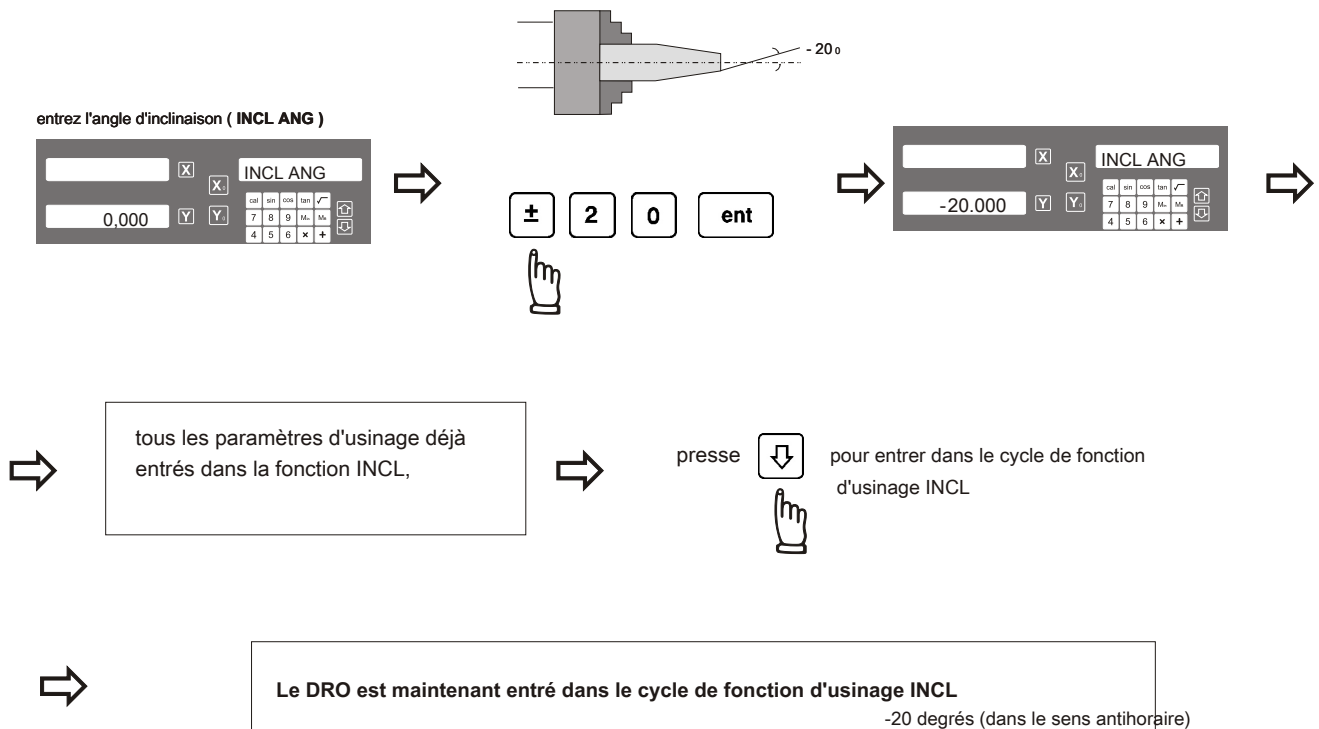 - 20 0
entrez l'angle d'inclinaison ( INCL ANG )
X
X0
INCL ANG
cal sin cos tan √
0,000
Y
Y0
7 8 9 M+ MR
4 5 6 × +
± 2 0 ent
X
X0
INCL ANG
cal sin cos tan √
-20.000
Y
Y0
7 8 9 M+ MR
4 5 6 × +
tous les paramètres d'usinage déjà
entrés dans la fonction INCL,
presse
pour entrer dans le cycle de fonction
d'usinage INCL
Le DRO est maintenant entré dans le cycle de fonction d'usinage INCL
-20 degrés (dans le sens antihoraire)